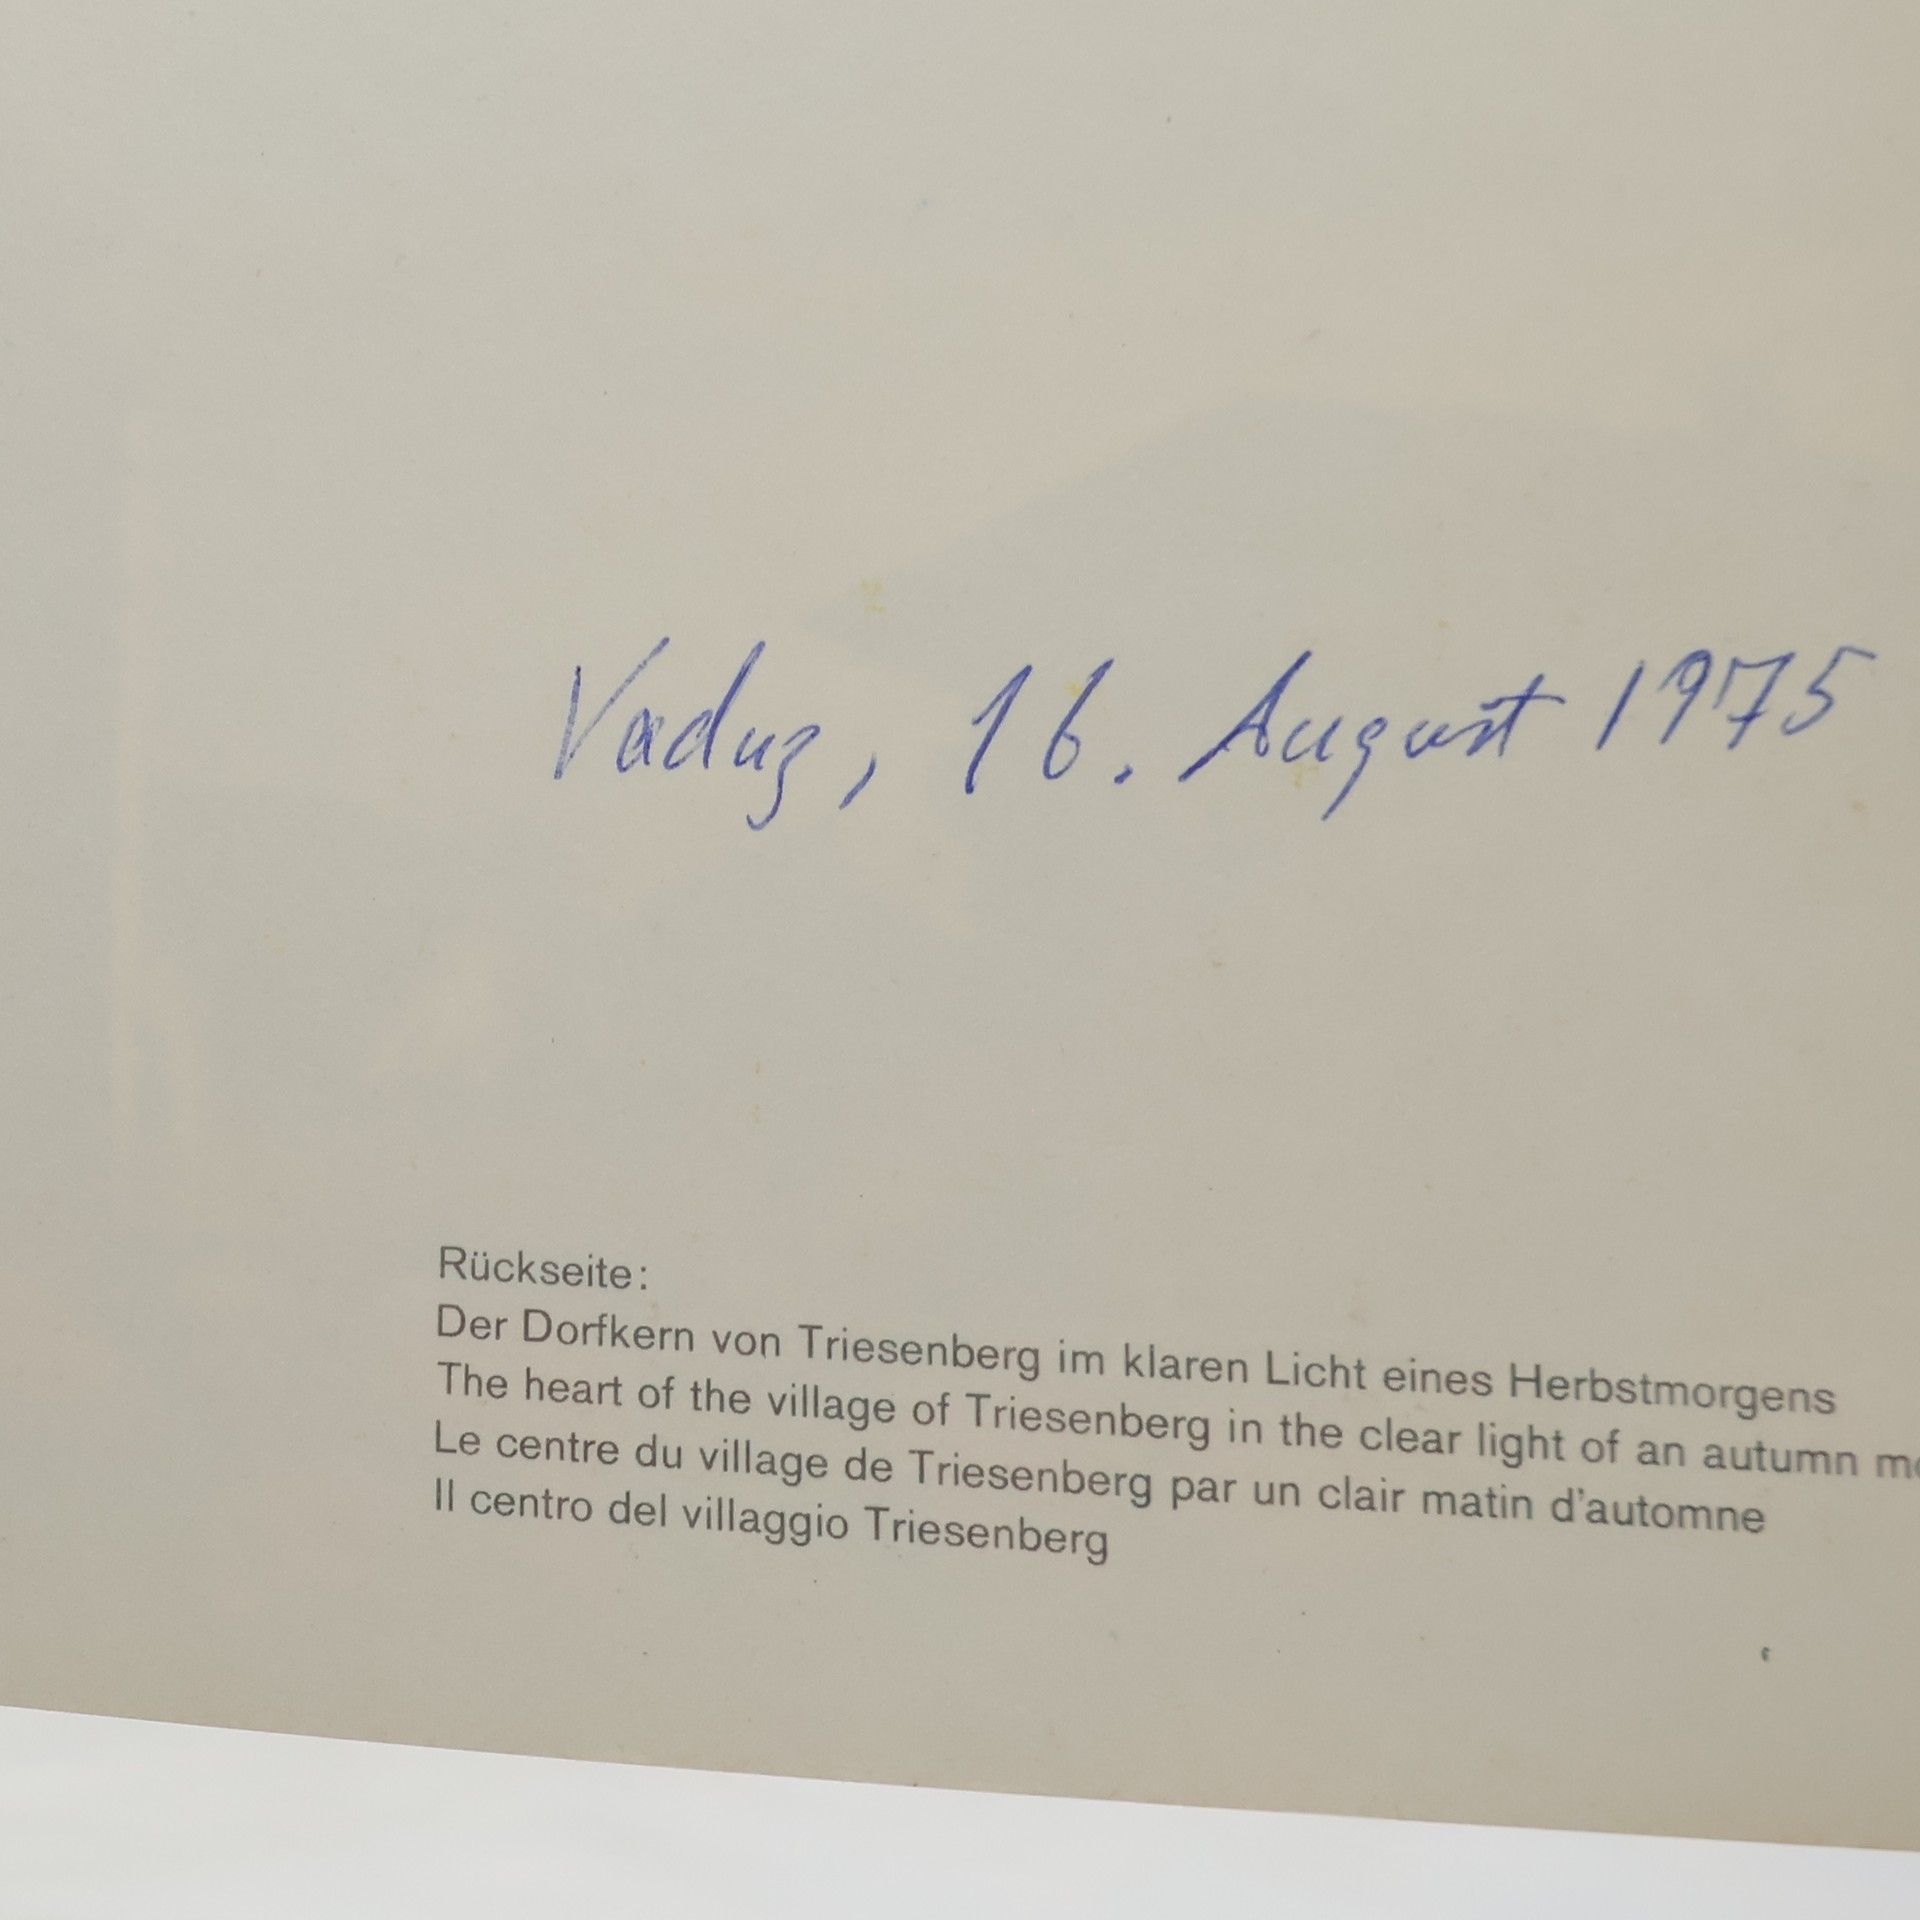 Vaduz, 16. August 1975
Rückseite:
Der Dorfkern von Triesenberg im klaren Licht eines Herbstmorgens
The heart of the village of Triesenberg in the clear light of an autumn
Le centre du village de Triesenberg par un clair matin d'automne
Il centro del villaggio Triesenberg